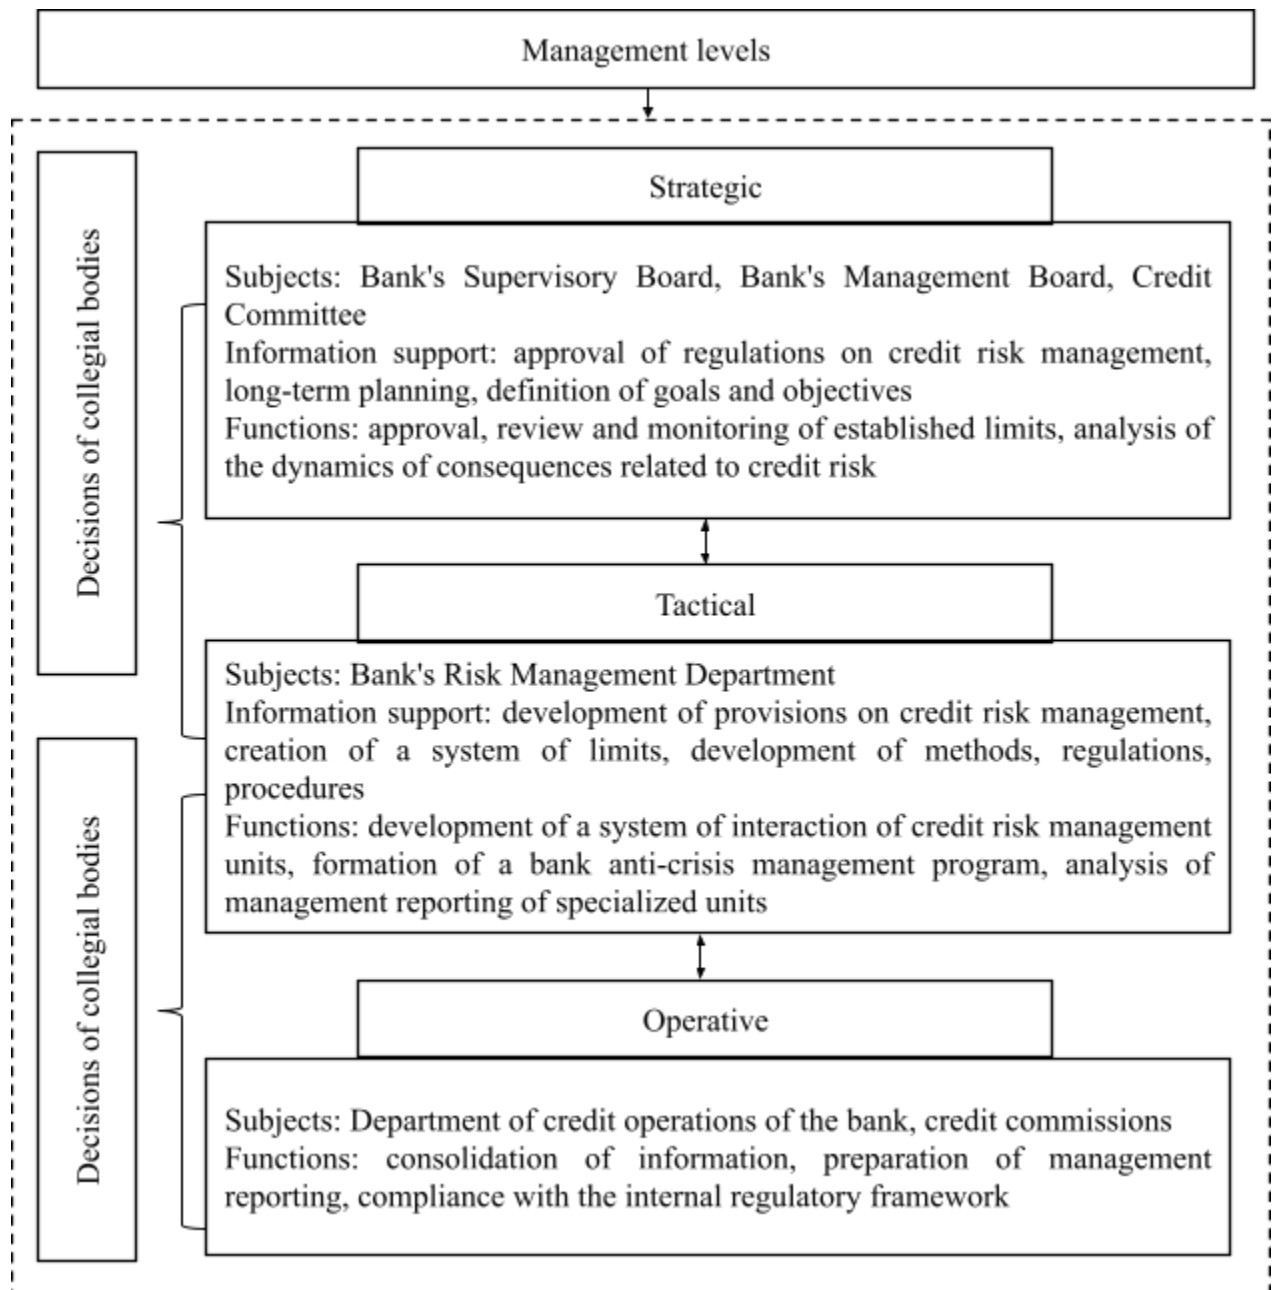 Management levels
Decisions of collegial bodies
Strategic
Subjects: Bank's Supervisory Board, Bank's Management Board, Credit
Committee
Information support: approval of regulations on credit risk management,
long-term planning, definition of goals and objectives
Functions: approval, review and monitoring of established limits, analysis of
the dynamics of consequences related to credit risk
Tactical
Subjects: Bank's Risk Management Department
Information support: development of provisions on credit risk management,
creation of a system of limits, development of methods, regulations,
procedures
Functions: development of a system of interaction of credit risk management
units, formation of a bank anti-crisis management program, analysis of
management reporting of specialized units
Decisions of collegial bodies
Operative
Subjects: Department of credit operations of the bank, credit commissions
Functions: consolidation of information, preparation of management
reporting, compliance with the internal regulatory framework